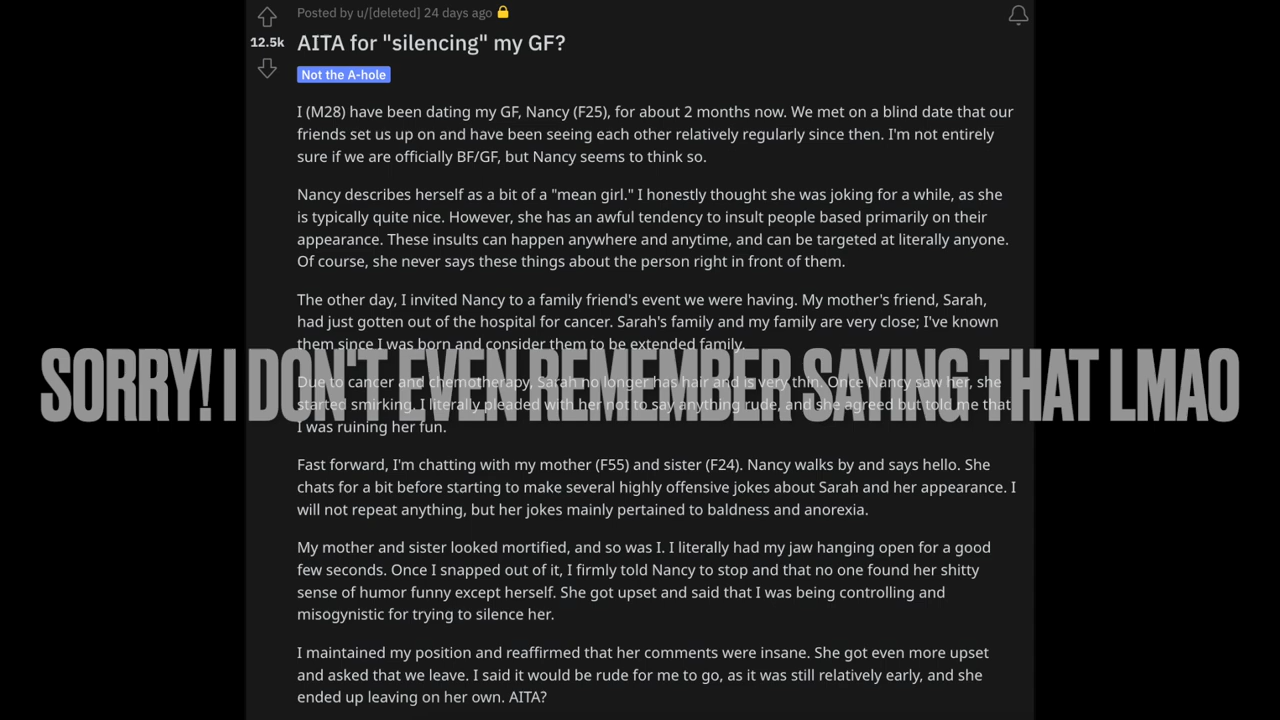 Posted by u/[deleted] 24 days ago
12.5k
AITA for "silencing" my GF?
Not the A-hole
I (M28) have been dating my GF, Nancy (F25), for about 2 months now. We met on a blind date that our
friends set us up on and have been seeing each other relatively regularly since then. I'm not entirely
sure if we are officially BF/GF, but Nancy seems to think so.
Nancy describes herself as a bit of a "mean girl." I honestly thought she was joking for a while, as she
is typically quite nice. However, she has an awful tendency to insult people based primarily on their
appearance. These insults can happen anywhere and anytime, and can be targeted at literally anyone.
Of course, she never says these things about the person right in front of them.
The other day, I invited Nancy to a family friend's event we were having. My mother's friend, Sarah,
had just gotten out of the hospital for cancer. Sarah's family and my family are very close; I've known
them since I was born and consider them to be extended family.
SORRY! I DON'T EVEN REMEMBER SAYING THAT LMAO
Due to cancer and chemotherapy, Sarah no longer has hair and is very thin. Once Nancy saw her, she
started smirking. I literally pleaded with her not to say anything rude, and she agreed but told me that
I was ruining her fun.
Fast forward, I'm chatting with my mother (F55) and sister (F24). Nancy walks by and says hello. She
chats for a bit before starting to make several highly offensive jokes about Sarah and her appearance. I
will not repeat anything, but her jokes mainly pertained to baldness and anorexia.
My mother and sister looked mortified, and so was I. I literally had my jaw hanging open for a good
few seconds. Once I snapped out of it, I firmly told Nancy to stop and that no one found her shitty
sense of humor funny except herself. She got upset and said that I was being controlling and
misogynistic for trying to silence her.
I maintained my position and reaffirmed that her comments were insane. She got even more upset
and asked that we leave. I said it would be rude for me to go, as it was still relatively early, and she
ended up leaving on her own. AITA?